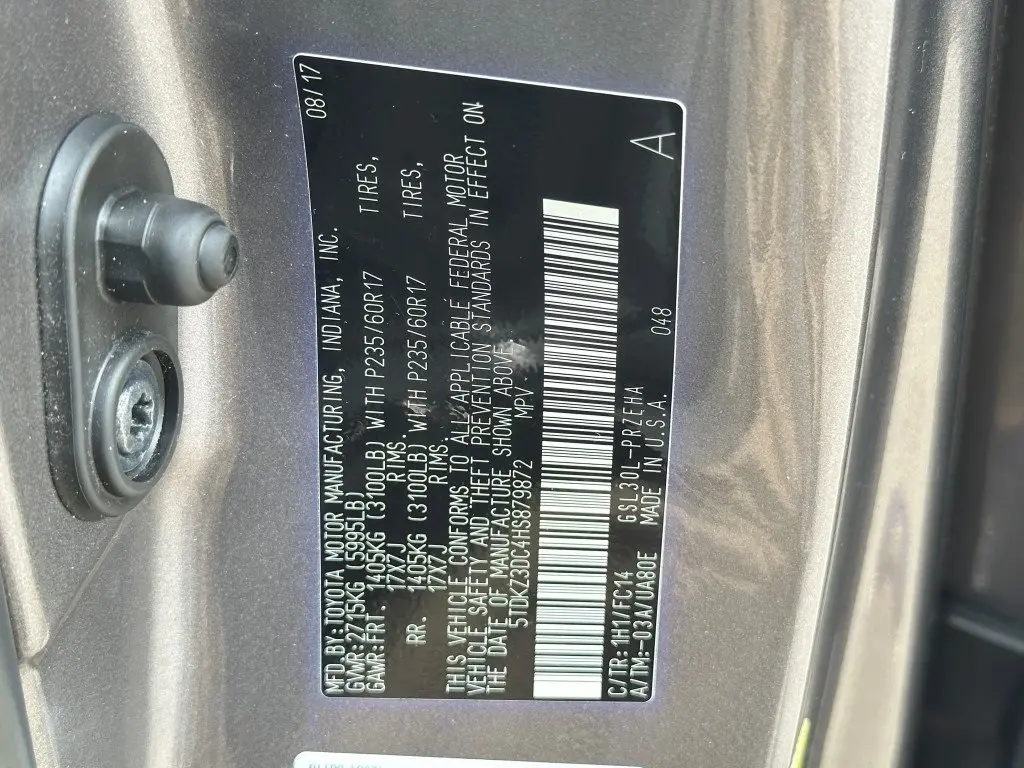 MFD.BY:TOYOTA MOTOR MANUFACTURING, INDIANA, INC. 08/17
GVWR:2715KG (5995LB)
GAWR:FRT. 1405KG (3100LB) WITH P235/60R17 TIRES,
17X7J RIMS.
RR. 1405KG (3100LB) WITH P235/60R17 TIRES,
17X7J RIMS.
THIS VEHICLE CONFORMS TO ALL APPLICABLE FEDERAL MOTOR
VEHICLE SAFETY AND THEFT PREVENTION STANDARDS IN EFFECT ON
THE DATE OF MANUFACTURE SHOWN ABOVE.
5TDKZ3DC4HS879872 MPV.
C/TR:1H1/FC14 GSL30L-PRZEHA 048 A
A/TM-03A/UA80E MADE IN U.S.A.